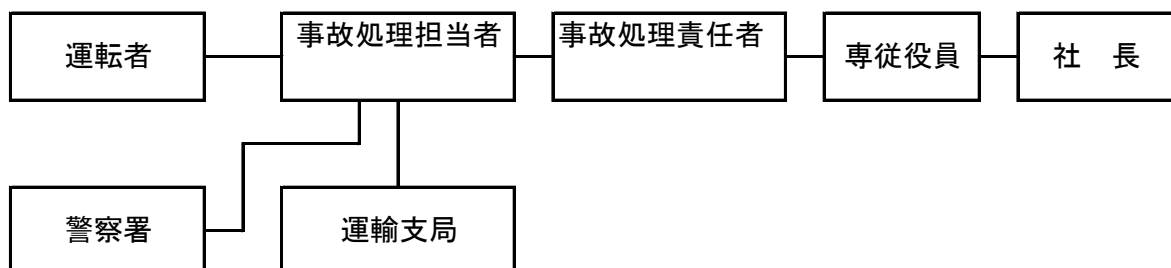 運転者
事故処理担当者
事故処理責任者
専従役員
社　長
警察署
運輸支局